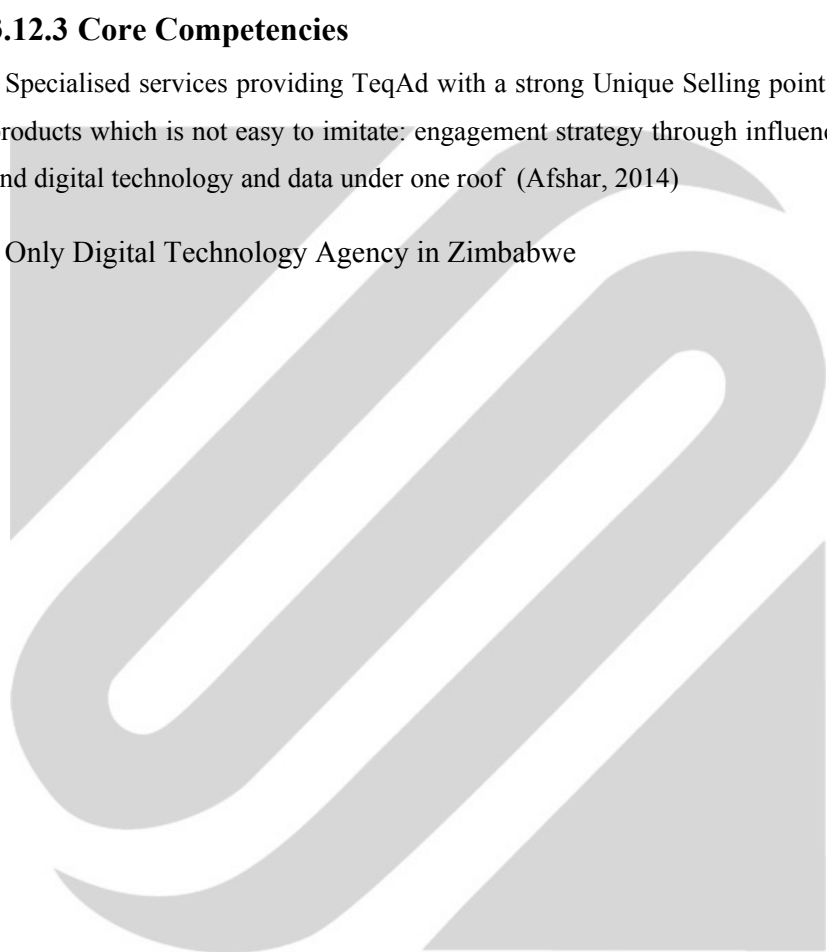 .12.3 Core Competencies
Specialised services providing TeqAd with a strong Unique Selling point
roducts which is not easy to imitate: engagement strategy through influenc
nd digital technology and data under one roof (Afshar, 2014)
Only Digital Technology Agency in Zimbabwe